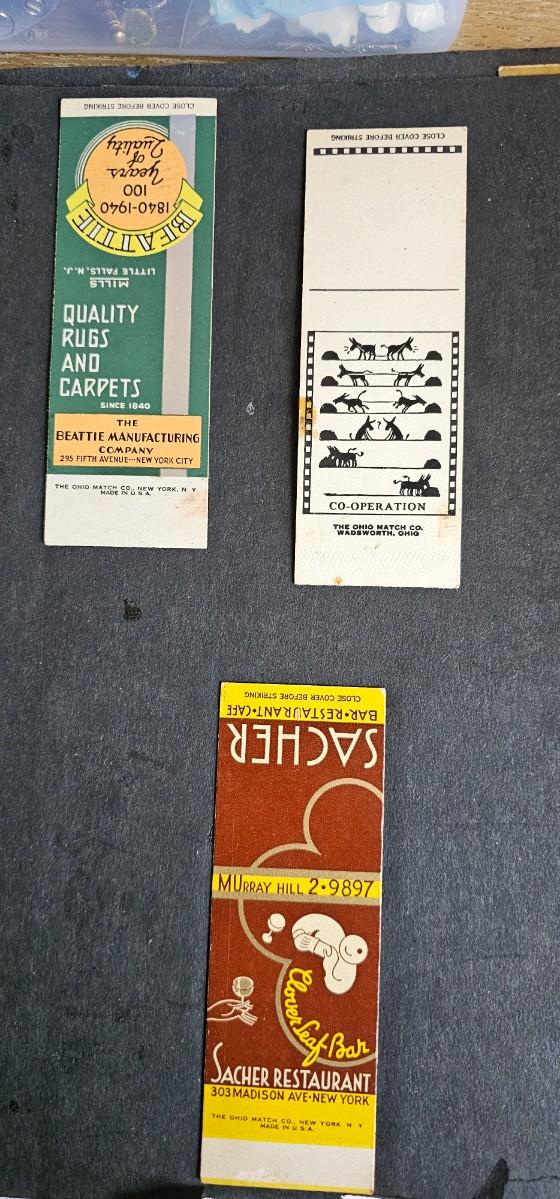 CLOSE COVER BEFORE STRIKING
Years
of
Quality
100
1840-1940
BEATTIE
MILLS
LITTLE FALLS, N.J.
QUALITY
RUGS
AND
CARPETS
SINCE 1840
THE
BEATTIE MANUFACTURING
COMPANY
295 FIFTH AVENUE--NEW YORK CITY
THE OHIO MATCH CO., NEW YORK, N. Y.
MADE IN U.S.A.
CLOSE COVER BEFORE STRIKING
?
CO-OPERATION
THE OHIO MATCH CO.
WADSWORTH, OHIO
CLOSE COVER BEFORE STRIKING
BAR•RESTAURANT•CAFE
SACHER
MURRAY HILL 2•9897
Clover Leaf Bar
SACHER RESTAURANT
303 MADISON AVE•NEW YORK
THE OHIO MATCH CO., NEW YORK N Y
MADE IN U.S.A.